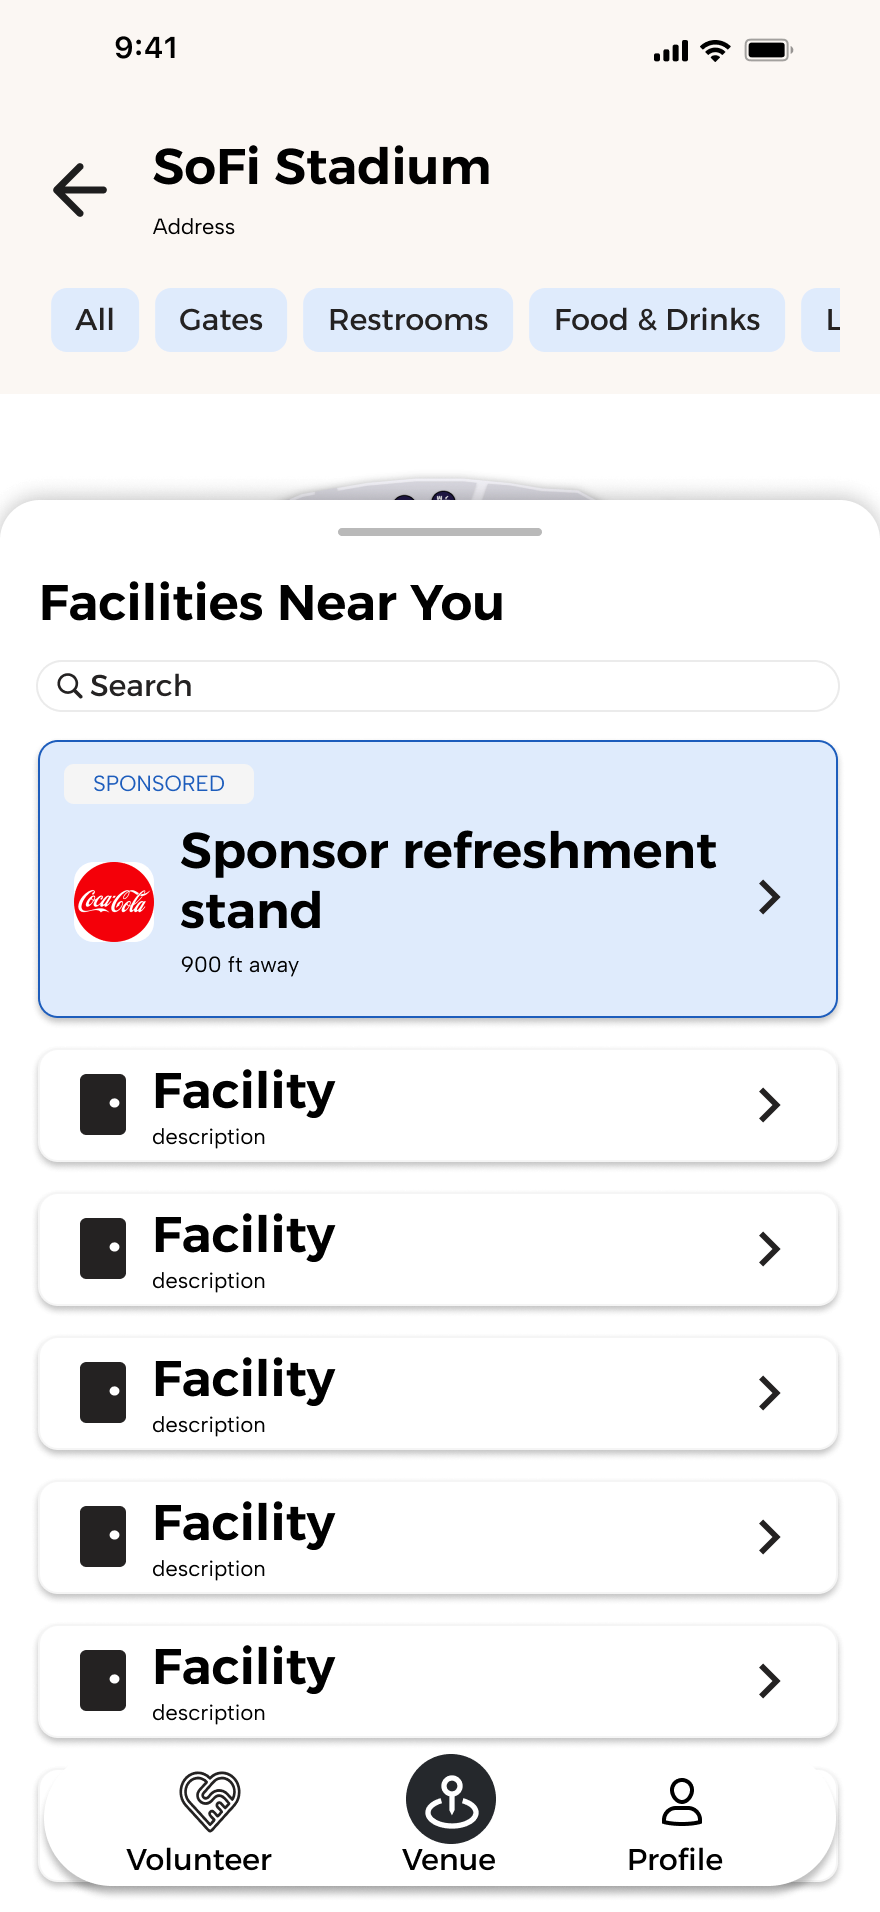 9:41
SoFi Stadium
Address
All
Gates
Restrooms
Food & Drinks
L
Facilities Near You
Search
SPONSORED
Sponsor refreshment
stand
Coca-Cola
900 ft away
Facility
description
Facility
description
Facility
description
Facility
description
Facility
description
Volunteer
Venue
Profile